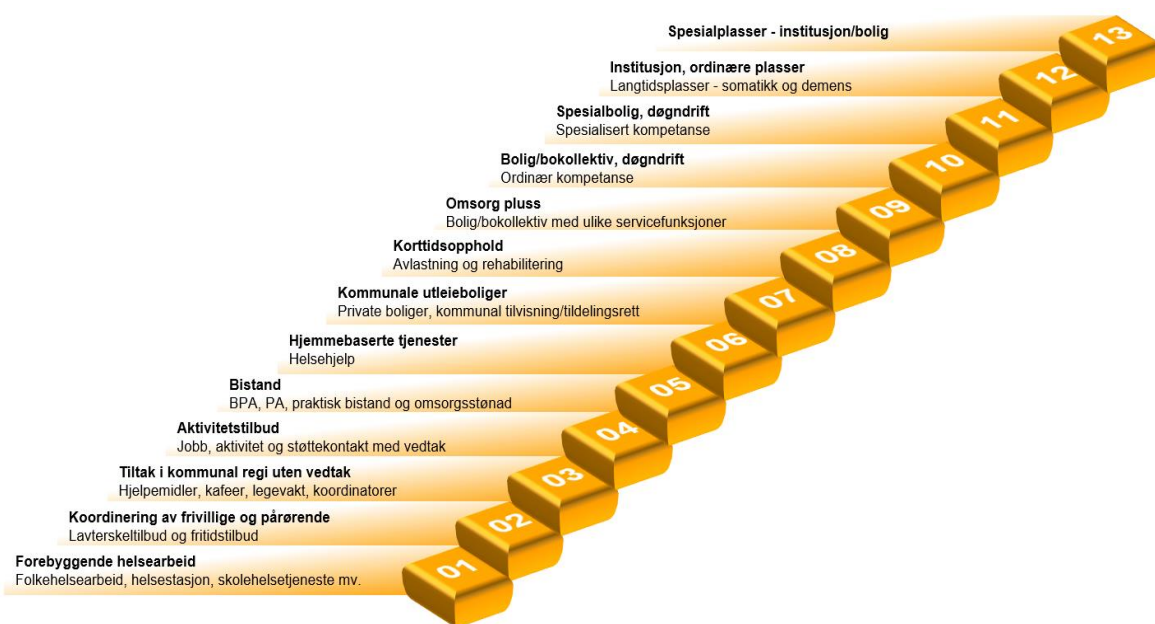 Spesialplasser - institusjon/bolig
13
Institusjon, ordinære plasser
Langtidsplasser - somatikk og demens
12
Spesialbolig, døgndrift
Spesialisert kompetanse
11
Bolig/bokollektiv, døgndrift
Ordinær kompetanse
10
Omsorg pluss
Bolig/bokollektiv med ulike servicefunksjoner
09
Korttidsopphold
Avlastning og rehabilitering
08
Kommunale utleieboliger
Private boliger, kommunal tilvisning/tildelingsrett
07
Hjemmebaserte tjenester
Helsehjelp
06
Bistand
BPA, PA, praktisk bistand og omsorgsstønad
05
Aktivitetstilbud
Jobb, aktivitet og støttekontakt med vedtak
04
Tiltak i kommunal regi uten vedtak
Hjelpemidler, kafeer, legevakt, koordinatorer
03
Koordinering av frivillige og pårørende
Lavterskeltilbud og fritidstilbud
02
Forebyggende helsearbeid
Folkehelsearbeid, helsestasjon, skolehelsetjeneste mv.
01